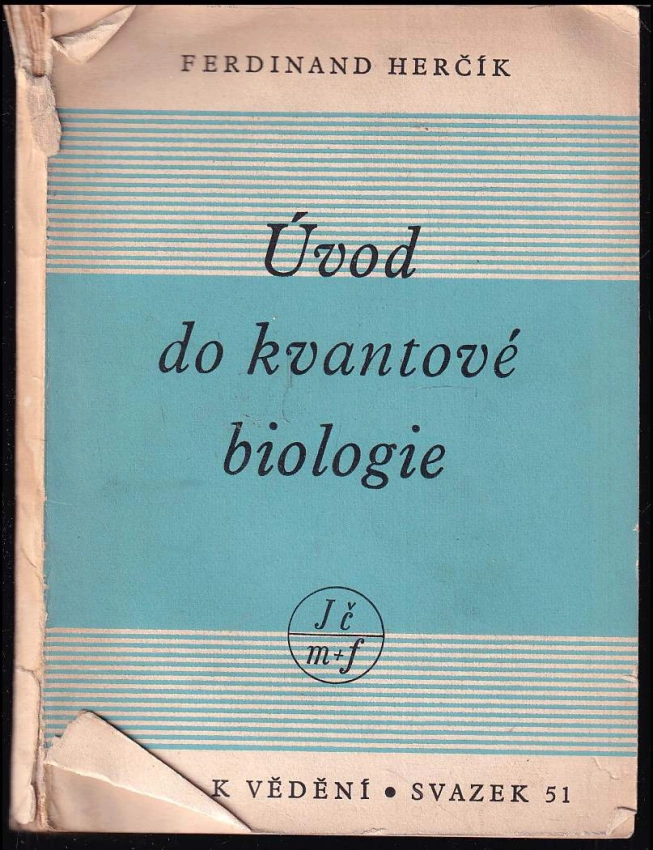 FERDINAND HERČÍK
Úvod
do kvantové
biologie
Jč
m+f
K VĚDĚNÍ • SVAZEK 51